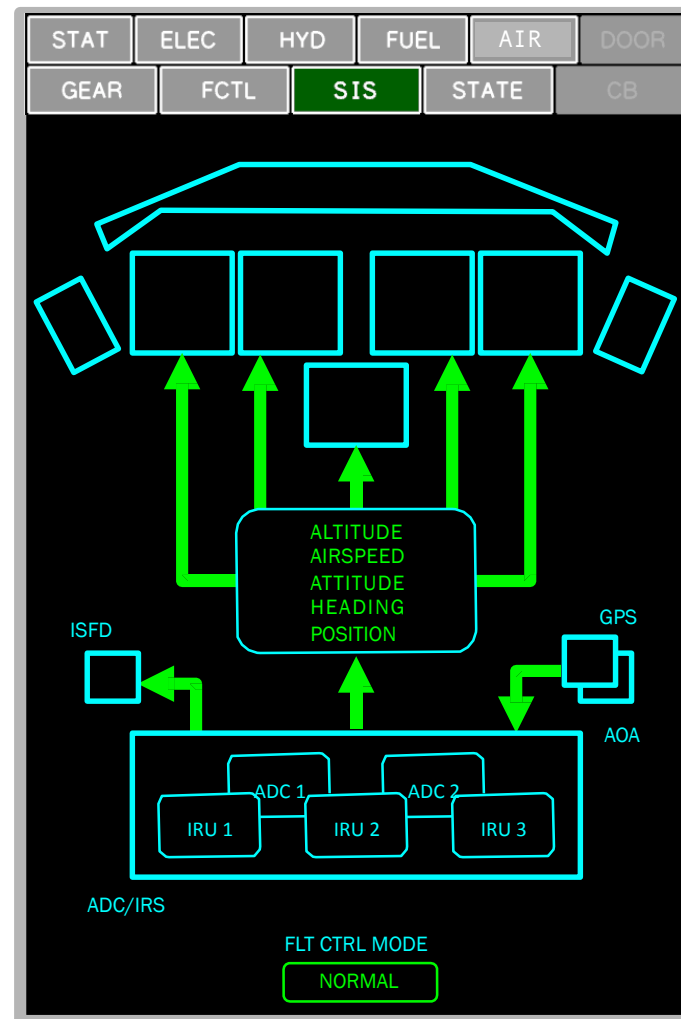 STAT ELEC HYD FUEL AIR DOOR
GEAR FCTL SIS STATE CB
ALTITUDE
AIRSPEED
ATTITUDE
HEADING
POSITION
ISFD
GPS
AOA
ADC 1 ADC 2
IRU 1 IRU 2 IRU 3
ADC/IRS
FLT CTRL MODE
NORMAL